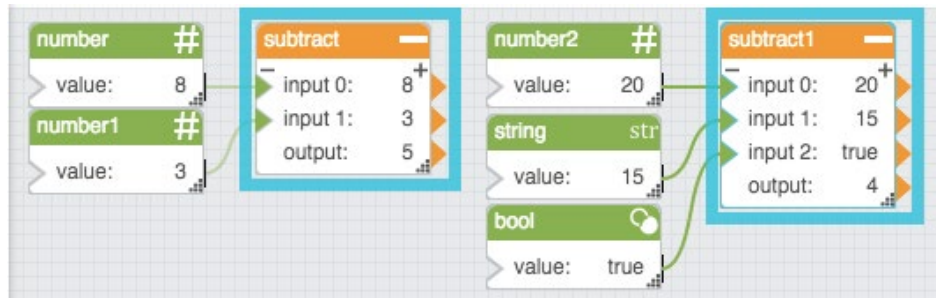 number #
value: 8
number1 #
value: 3
subtract −
− +
input 0: 8
input 1: 3
output: 5
number2 #
value: 20
string str
value: 15
bool
value: true
subtract1 −
− +
input 0: 20
input 1: 15
input 2: true
output: 4